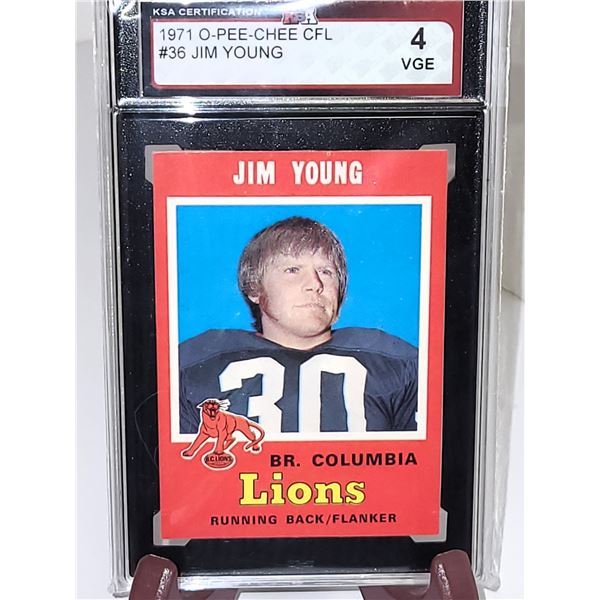 KSA CERTIFICATION
KSA
1971 O-PEE-CHEE CFL
#36 JIM YOUNG
4
VGE
JIM YOUNG
30
B.C. LIONS
BR. COLUMBIA
Lions
RUNNING BACK/FLANKER